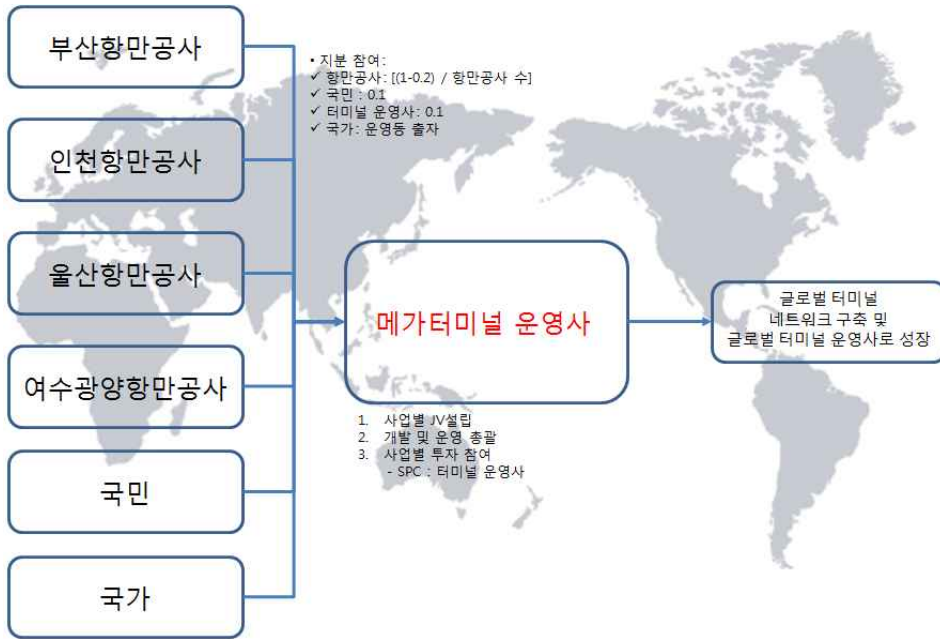 부산항만공사
인천항만공사
울산항만공사
여수광양항만공사
국민
국가
▪ 지분 참여:
✓ 항만공사: [(1-0.2) / 항만공사 수]
✓ 국민 : 0.1
✓ 터미널 운영사: 0.1
✓ 국가: 운영동 출자
메가터미널 운영사
1. 사업별 JV설립
2. 개발 및 운영 총괄
3. 사업별 투자 참여
- SPC : 터미널 운영사
글로벌 터미널
네트워크 구축 및
글로벌 터미널 운영사로 성장